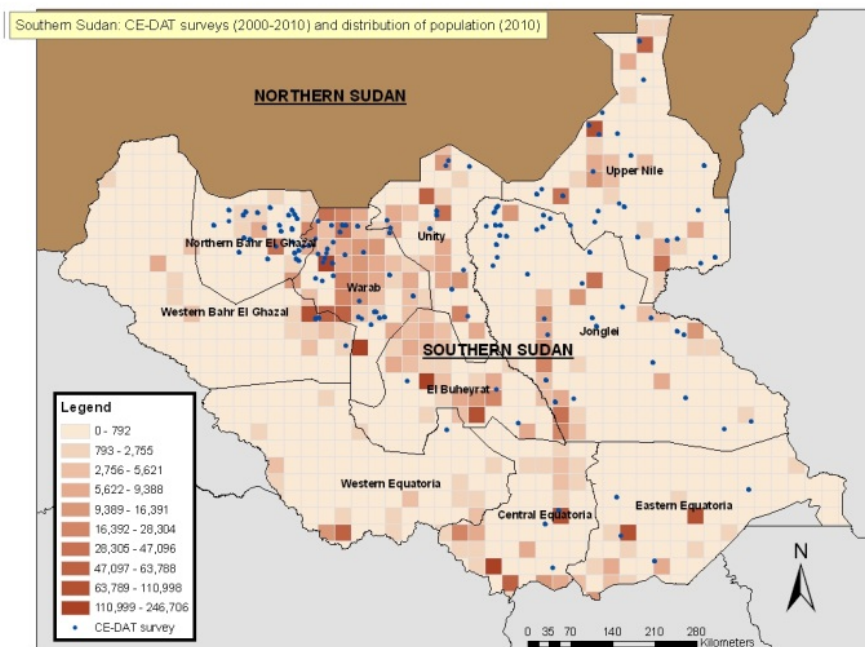 Southern Sudan: CE-DAT surveys (2000-2010) and distribution of population (2010)
NORTHERN SUDAN
Upper Nile
Northern Bahr El Ghazal
Unity
Warab
Western Bahr El Ghazal
Jonglei
SOUTHERN SUDAN
El Buheyrat
Western Equatoria
Central Equatoria
Eastern Equatoria
Legend
0 - 792
793 - 2,755
2,756 - 5,621
5,622 - 9,388
9,389 - 16,391
16,392 - 28,304
28,305 - 47,096
47,097 - 63,788
63,789 - 110,998
110,999 - 246,706
CE-DAT survey
N
0 35 70 140 210 280
Kilometers